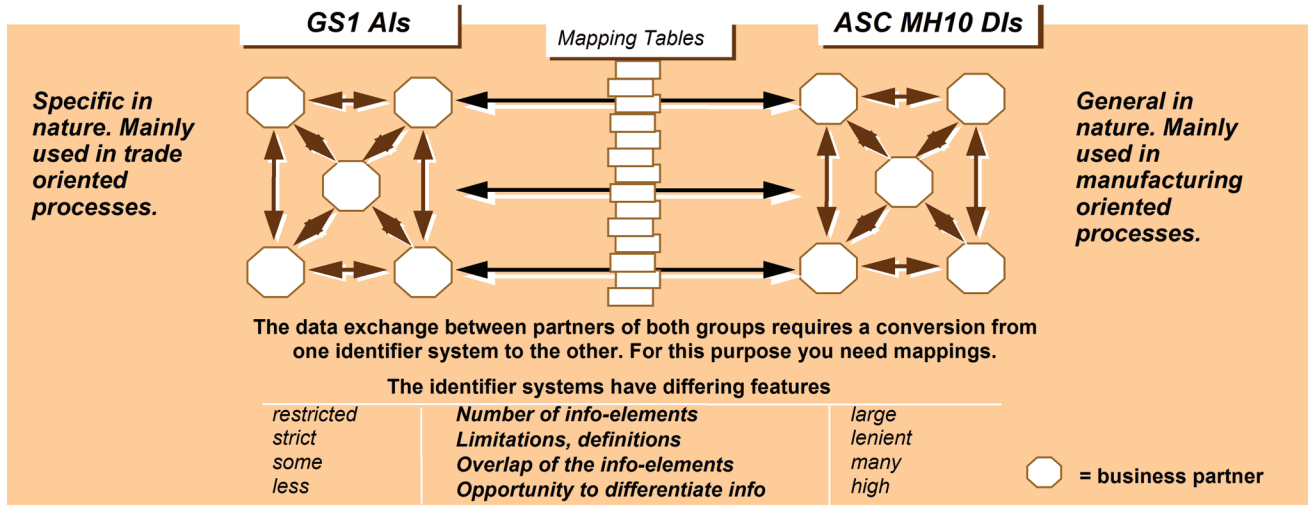 GS1 AIs
Mapping Tables
ASC MH10 DIs
Specific in
nature. Mainly
used in trade
oriented
processes.
General in
nature. Mainly
used in
manufacturing
oriented
processes.
The data exchange between partners of both groups requires a conversion from
one identifier system to the other. For this purpose you need mappings.
The identifier systems have differing features
restricted Number of info-elements large
strict Limitations, definitions lenient
some Overlap of the info-elements many
less Opportunity to differentiate info high
= business partner